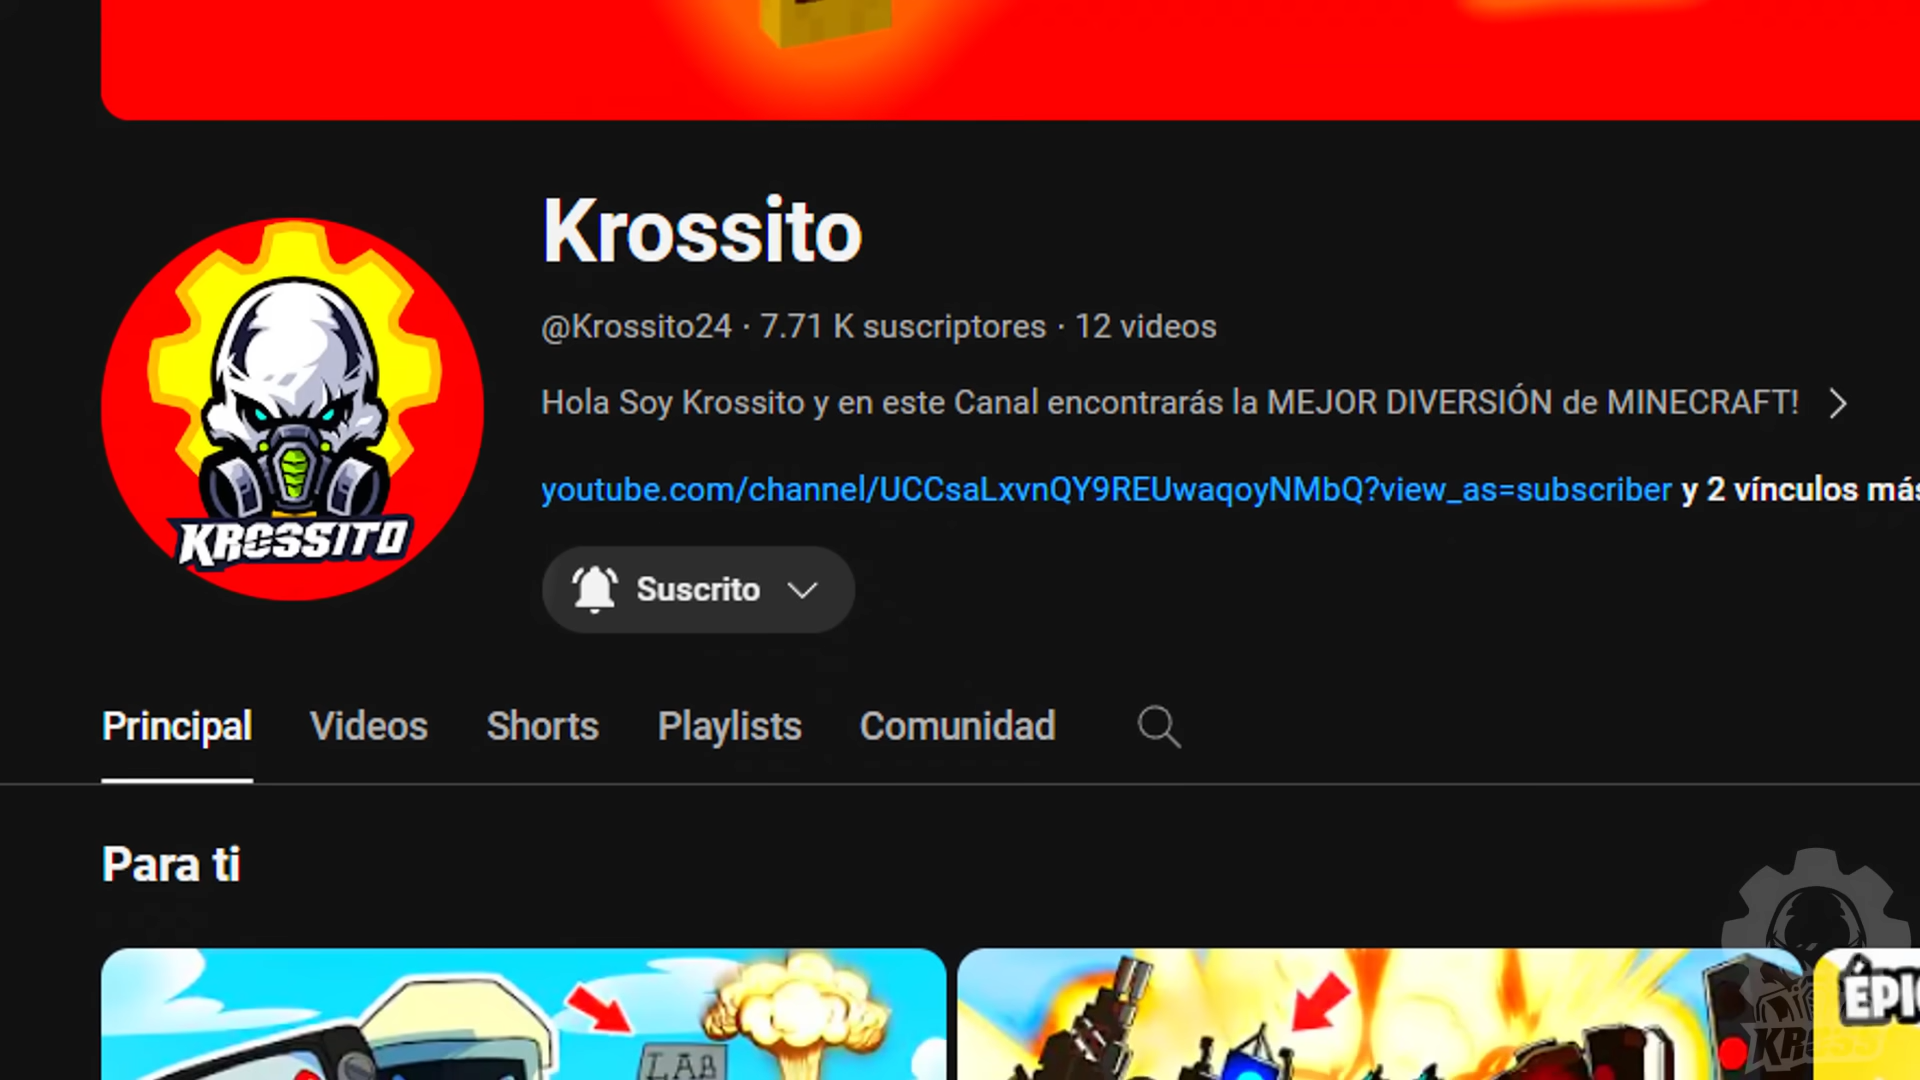 Krossito
@Krossito24 · 7.71 K suscriptores · 12 videos
Hola Soy Krossito y en este Canal encontrarás la MEJOR DIVERSIÓN de MINECRAFT!
youtube.com/channel/UCCsaLxvnQY9REUwaqoyNMbQ?view_as=subscriber y 2 vínculos más
KROSSITO
Suscrito
Principal Videos Shorts Playlists Comunidad
Para ti
LAB